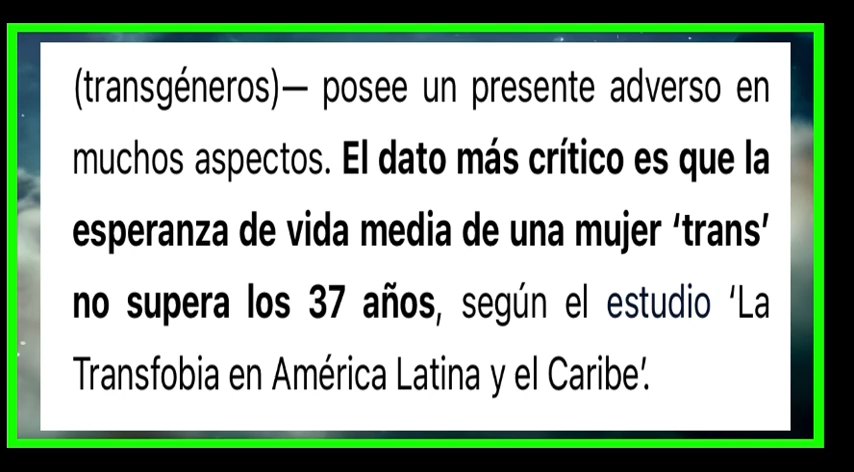 (transgéneros)— posee un presente adverso en
muchos aspectos. El dato más crítico es que la
esperanza de vida media de una mujer ‘trans’
no supera los 37 años, según el estudio ‘La
Transfobia en América Latina y el Caribe’.